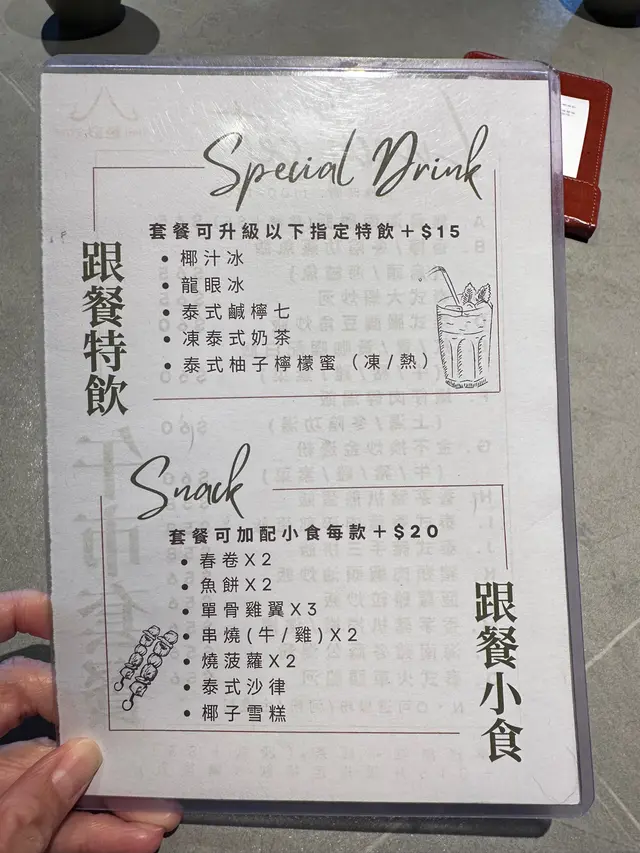 Special Drink
跟餐特飲
套餐可升級以下指定特飲+$15
• 椰汁冰
• 龍眼冰
• 泰式鹹檸七
• 凍泰式奶茶
• 泰式柚子檸檬蜜(凍/熱)
Snack
套餐可加配小食每款+$20
• 春卷X2
• 魚餅X2
• 單骨雞翼X3
• 串燒(牛/雞)X2
• 燒菠蘿X2
• 泰式沙律
• 椰子雪糕
跟餐小食